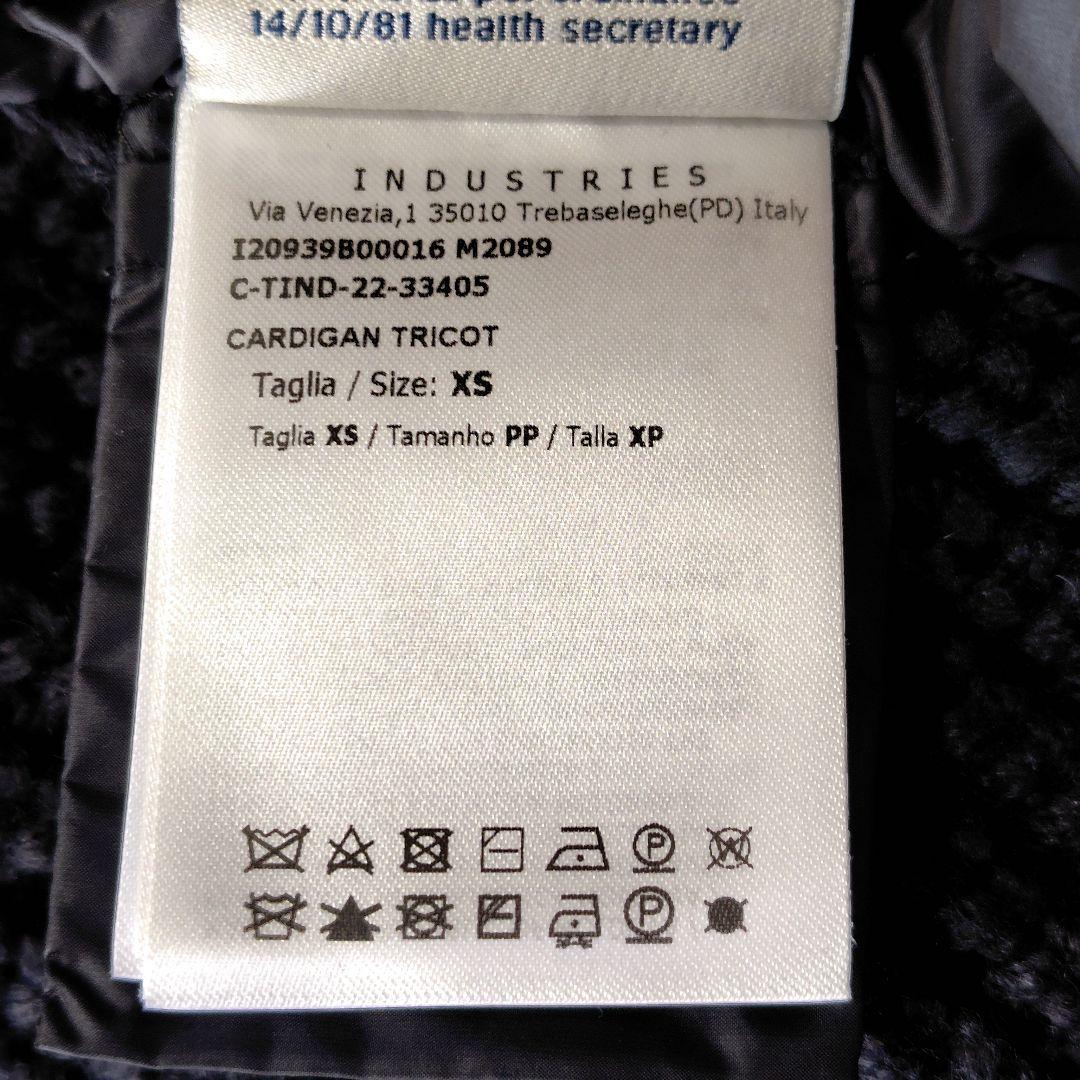 14/10/81 health secretary
INDUSTRIES
Via Venezia,1 35010 Trebaseleghe(PD) Italy
I20939B00016 M2089
C-TIND-22-33405
CARDIGAN TRICOT
Taglia / Size: XS
Taglia XS / Tamanho PP / Talla XP
P W
P